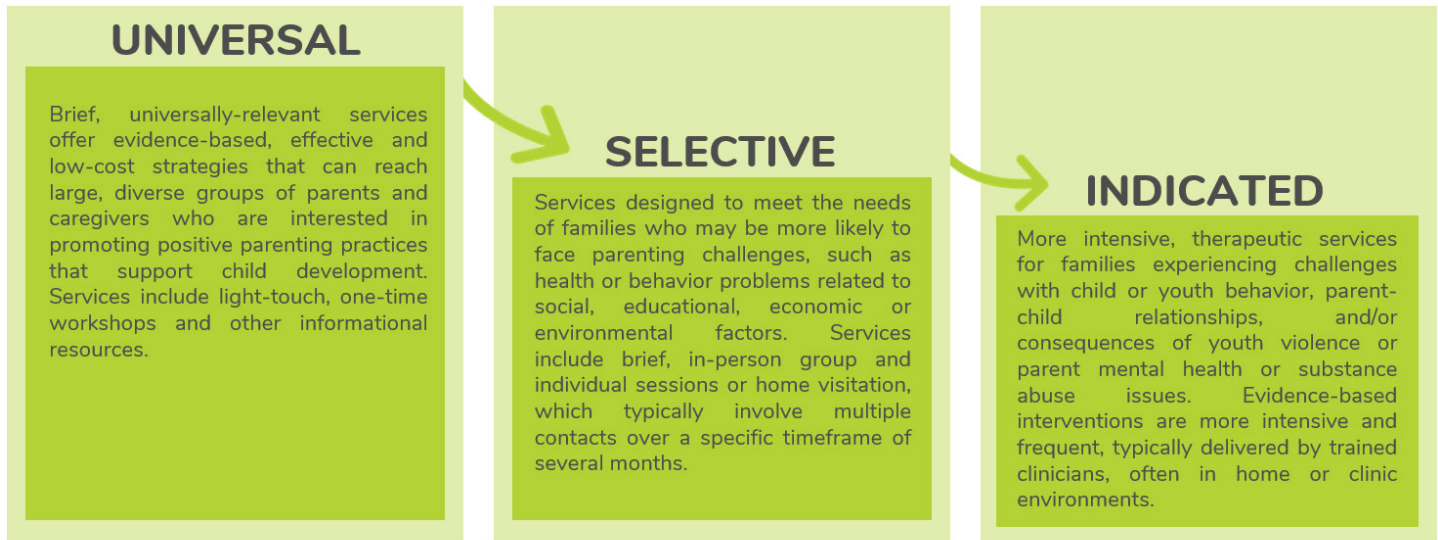 UNIVERSAL
Brief, universally-relevant services
offer evidence-based, effective and
low-cost strategies that can reach
large, diverse groups of parents and
caregivers who are interested in
promoting positive parenting practices
that support child development.
Services include light-touch, one-time
workshops and other informational
resources.
SELECTIVE
Services designed to meet the needs
of families who may be more likely to
face parenting challenges, such as
health or behavior problems related to
social, educational, economic or
environmental factors. Services
include brief, in-person group and
individual sessions or home visitation,
which typically involve multiple
contacts over a specific timeframe of
several months.
INDICATED
More intensive, therapeutic services
for families experiencing challenges
with child or youth behavior, parent-
child relationships, and/or
consequences of youth violence or
parent mental health or substance
abuse issues. Evidence-based
interventions are more intensive and
frequent, typically delivered by trained
clinicians, often in home or clinic
environments.